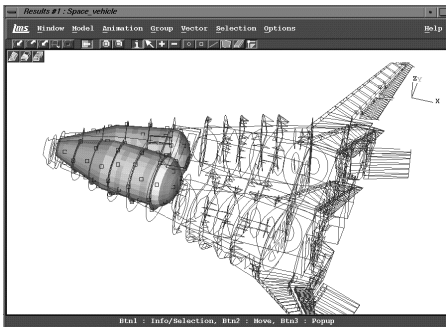 Results #1 : Space_vehicle
lms Window Model Animation Group Vector Selection Options Help
Z
X
Btn1 : Info/Selection, Btn2 : Move, Btn3 : Popup